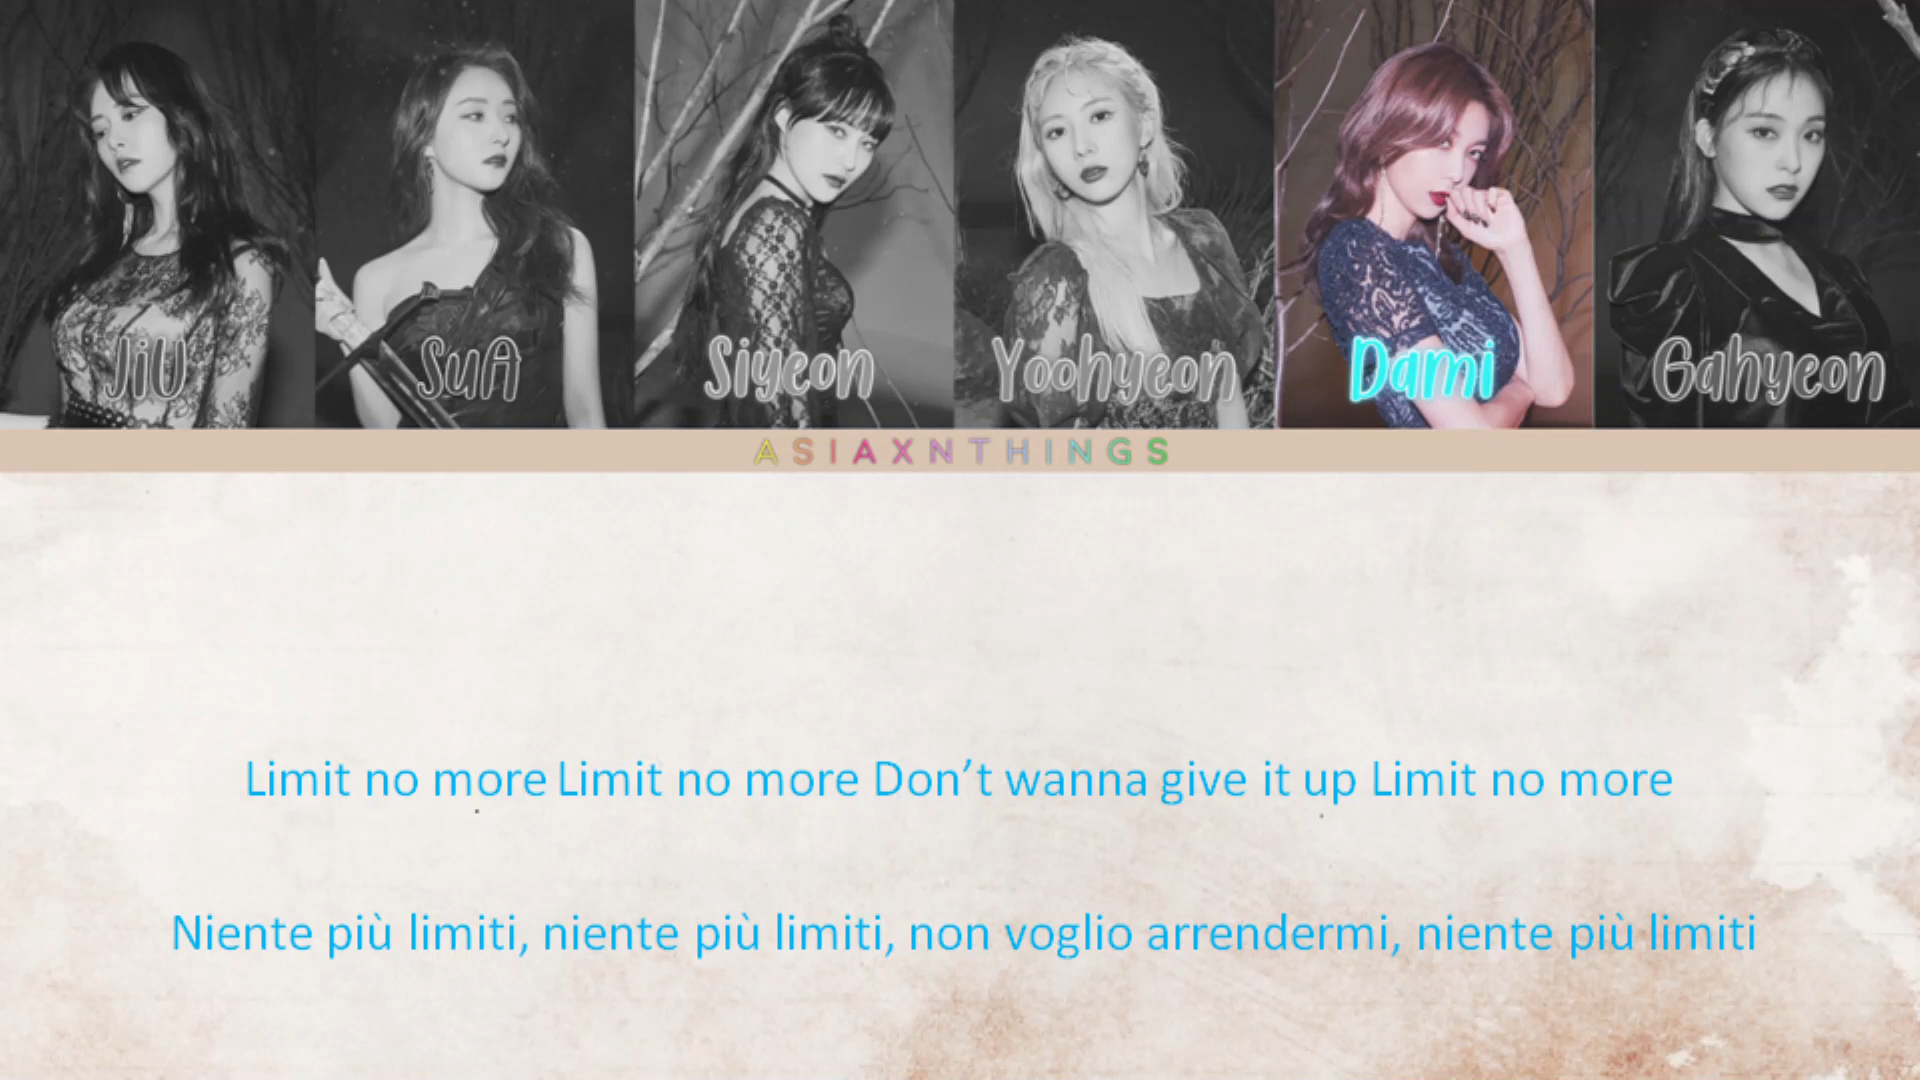 JiU SuA Siyeon Yoohyeon Dami Gahyeon
ASIAXNTHINGS
Limit no more Limit no more Don't wanna give it up Limit no more
Niente più limiti, niente più limiti, non voglio arrendermi, niente più limiti